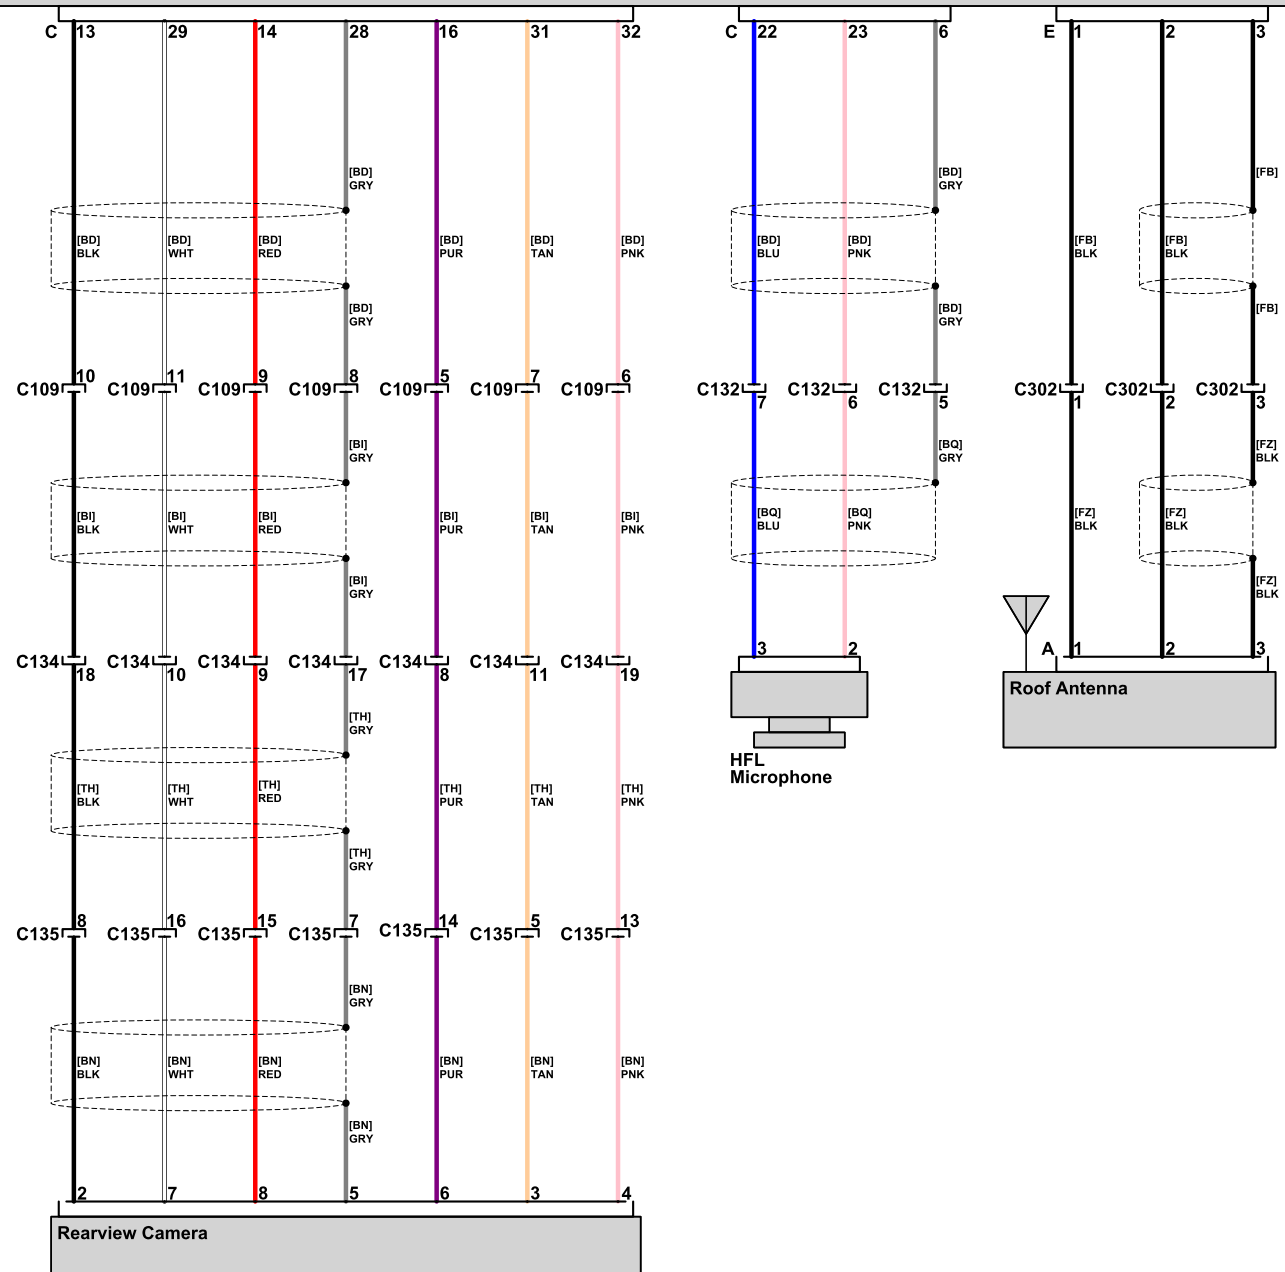 C 13 29 14 28 16 31 32 C 22 23 6 E 1 2 3
[BD] [BD] [FB]
GRY GRY
[BD] [BD] [BD] [BD] [BD] [BD] [BD] [BD] [FB] [FB]
BLK WHT RED PUR TAN PNK BLU PNK BLK BLK
[BD] [BD] [FB]
GRY GRY
10 11 9 8 5 7 6
C109 C109 C109 C109 C109 C109 C109 C132 C132 C132 C302 C302 C302
7 6 5 1 2 3
[BI] [BQ] [FZ]
GRY GRY BLK
[BI] [BI] [BI] [BI] [BI] [BI] [BQ] [BQ] [FZ] [FZ]
BLK WHT RED PUR TAN PNK BLU PNK BLK BLK
[BI] [FZ]
GRY BLK
3 2 A 1 2 3
C134 C134 C134 C134 C134 C134 C134
18 10 9 17 8 11 19
Roof Antenna
[TH]
GRY
HFL
Microphone
[TH] [TH] [TH] [TH] [TH] [TH]
BLK WHT RED PUR TAN PNK
[TH]
GRY
8 16 15 7 14 5 13
C135 C135 C135 C135 C135 C135 C135
[BN]
GRY
[BN] [BN] [BN] [BN] [BN] [BN]
BLK WHT RED PUR TAN PNK
[BN]
GRY
2 7 8 5 6 3 4
Rearview Camera